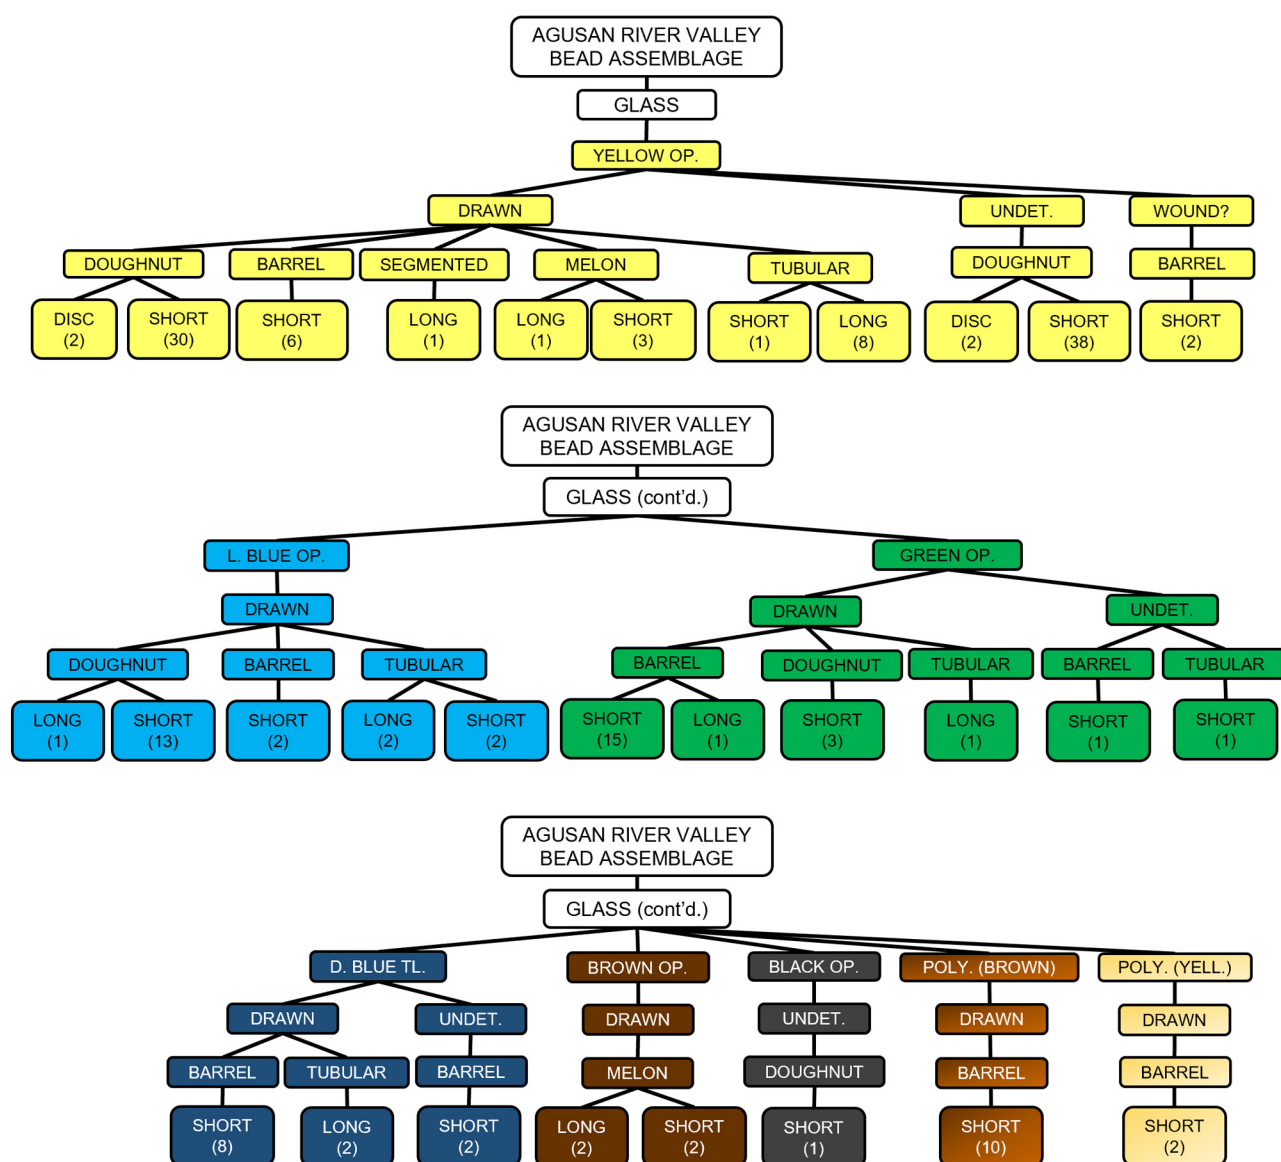 AGUSAN RIVER VALLEY
BEAD ASSEMBLAGE
GLASS
YELLOW OP.
DRAWN
UNDET.
WOUND?
DOUGHNUT
BARREL
SEGMENTED
MELON
TUBULAR
DOUGHNUT
BARREL
DISC
(2)
SHORT
(30)
SHORT
(6)
LONG
(1)
LONG
(1)
SHORT
(3)
SHORT
(1)
LONG
(8)
DISC
(2)
SHORT
(38)
SHORT
(2)
AGUSAN RIVER VALLEY
BEAD ASSEMBLAGE
GLASS (cont’d.)
L. BLUE OP.
GREEN OP.
DRAWN
DRAWN
UNDET.
DOUGHNUT
BARREL
TUBULAR
BARREL
DOUGHNUT
TUBULAR
BARREL
TUBULAR
LONG
(1)
SHORT
(13)
SHORT
(2)
LONG
(2)
SHORT
(2)
SHORT
(15)
LONG
(1)
SHORT
(3)
LONG
(1)
SHORT
(1)
SHORT
(1)
AGUSAN RIVER VALLEY
BEAD ASSEMBLAGE
GLASS (cont’d.)
D. BLUE TL.
BROWN OP.
BLACK OP.
POLY. (BROWN)
POLY. (YELL.)
DRAWN
UNDET.
DRAWN
UNDET.
DRAWN
DRAWN
BARREL
TUBULAR
BARREL
MELON
DOUGHNUT
BARREL
BARREL
SHORT
(8)
LONG
(2)
SHORT
(2)
LONG
(2)
SHORT
(2)
SHORT
(1)
SHORT
(10)
SHORT
(2)